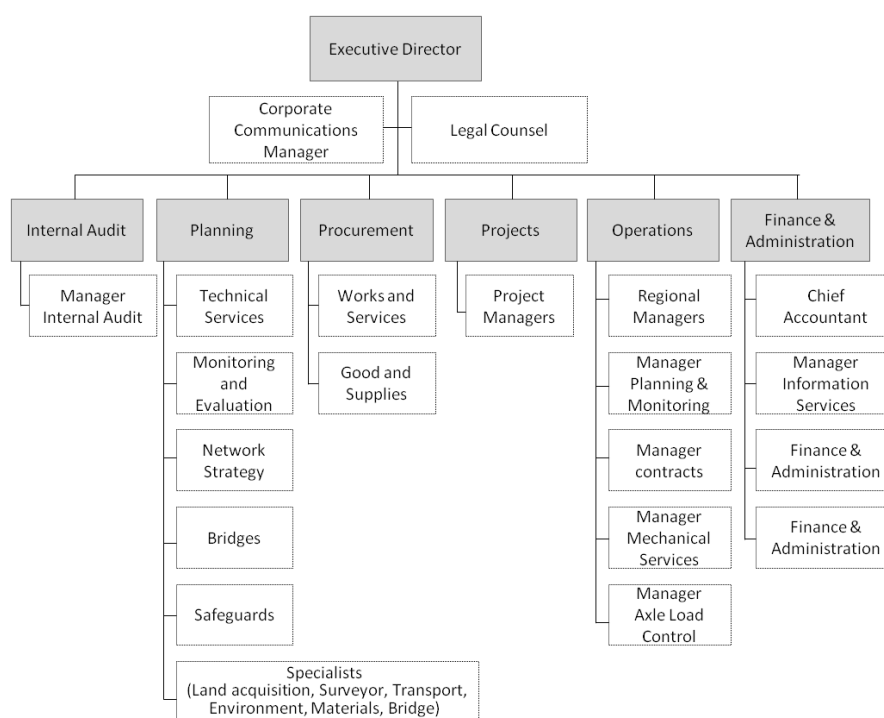 Executive Director
Corporate
Communications
Manager
Legal Counsel
Internal Audit
Planning
Procurement
Projects
Operations
Finance &
Administration
Manager
Internal Audit
Technical
Services
Monitoring
and
Evaluation
Network
Strategy
Bridges
Safeguards
Specialists
(Land acquisition, Surveyor, Transport,
Environment, Materials, Bridge)
Works and
Services
Good and
Supplies
Project
Managers
Regional
Managers
Manager
Planning &
Monitoring
Manager
contracts
Manager
Mechanical
Services
Manager
Axle Load
Control
Chief
Accountant
Manager
Information
Services
Finance &
Administration
Finance &
Administration